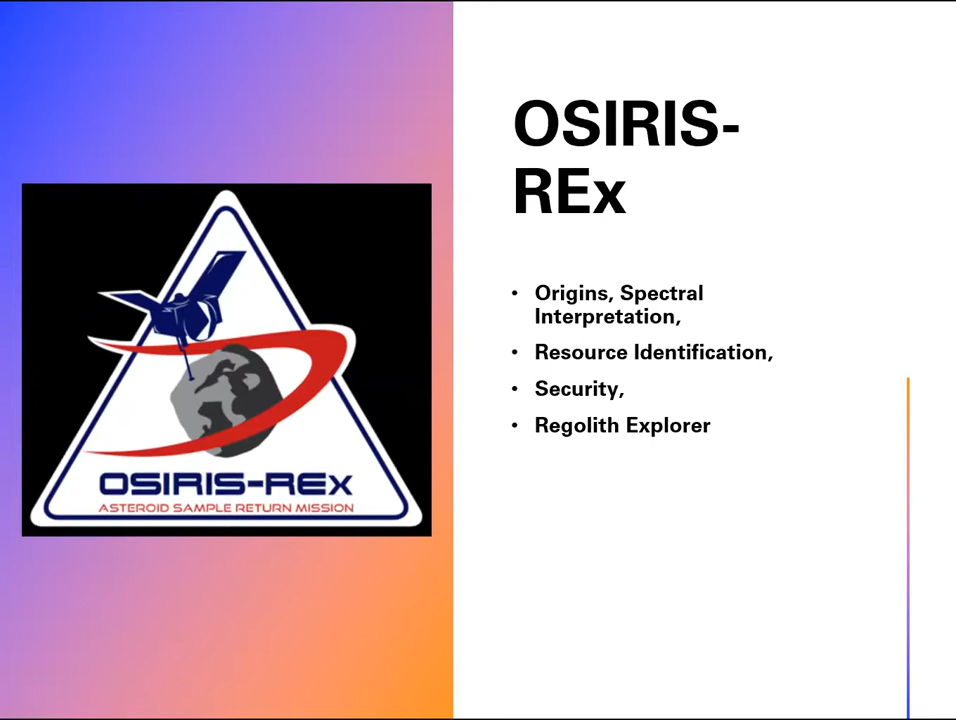 OSIRIS-REX
ASTEROID SAMPLE RETURN MISSION
OSIRIS-
REx
• Origins, Spectral
Interpretation,
• Resource Identification,
• Security,
• Regolith Explorer